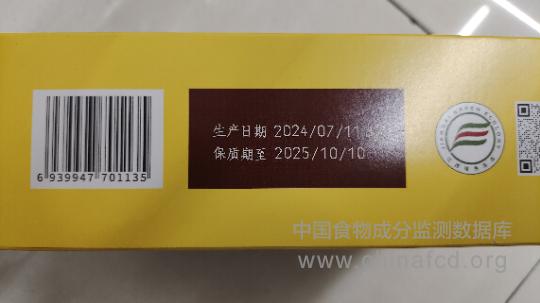 生产日期 2024/07/11
保质期至 2025/10/10
6 939947 701135
中国食物成分监测数据库
www.chinafcd.org